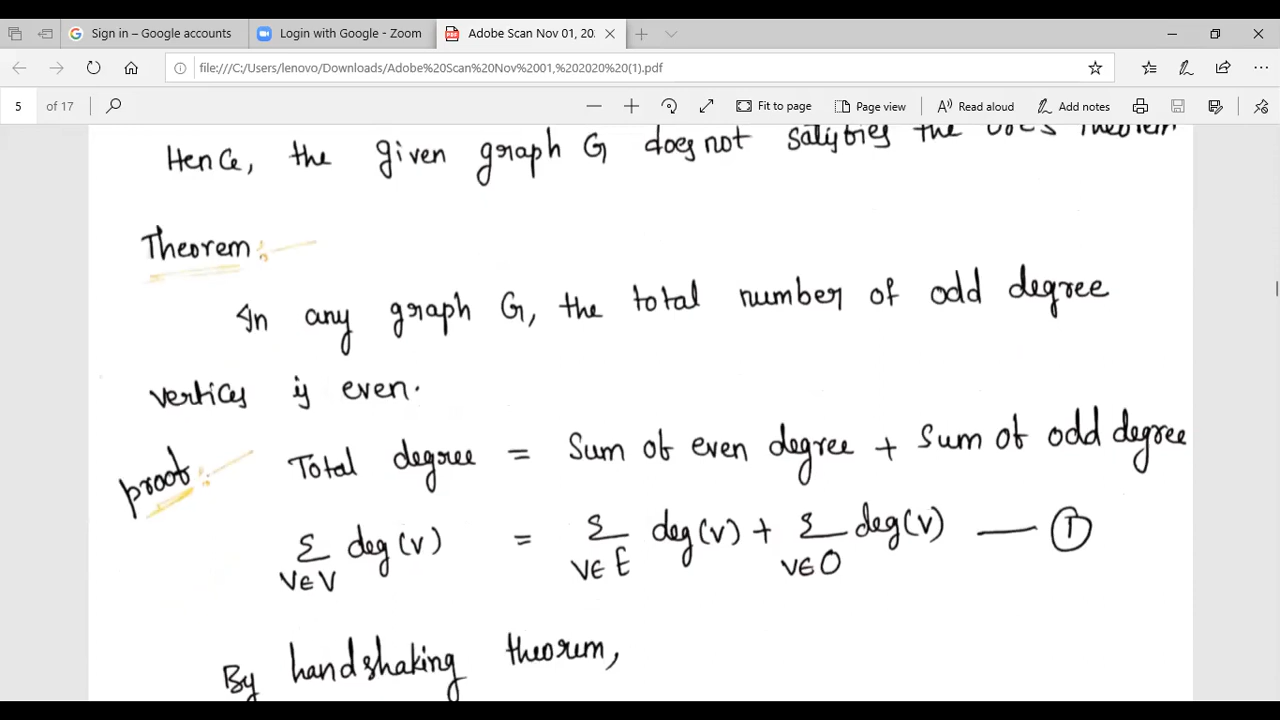 Sign in – Google accounts
Login with Google - Zoom
Adobe Scan Nov 01, 202
file:///C:/Users/lenovo/Downloads/Adobe%20Scan%20Nov%2001,%202020%20(1).pdf
5 of 17
Fit to page
Page view
Read aloud
Add notes
Hence, the given graph G does not satisfies the theorem
Theorem:-
In any graph G, the total number of odd degree
vertices is even.
proof:- Total degree = Sum of even degree + Sum of odd degree
Σ deg(v) = Σ deg(v) + Σ deg(v) — ①
v∈V v∈E v∈O
By handshaking theorem,